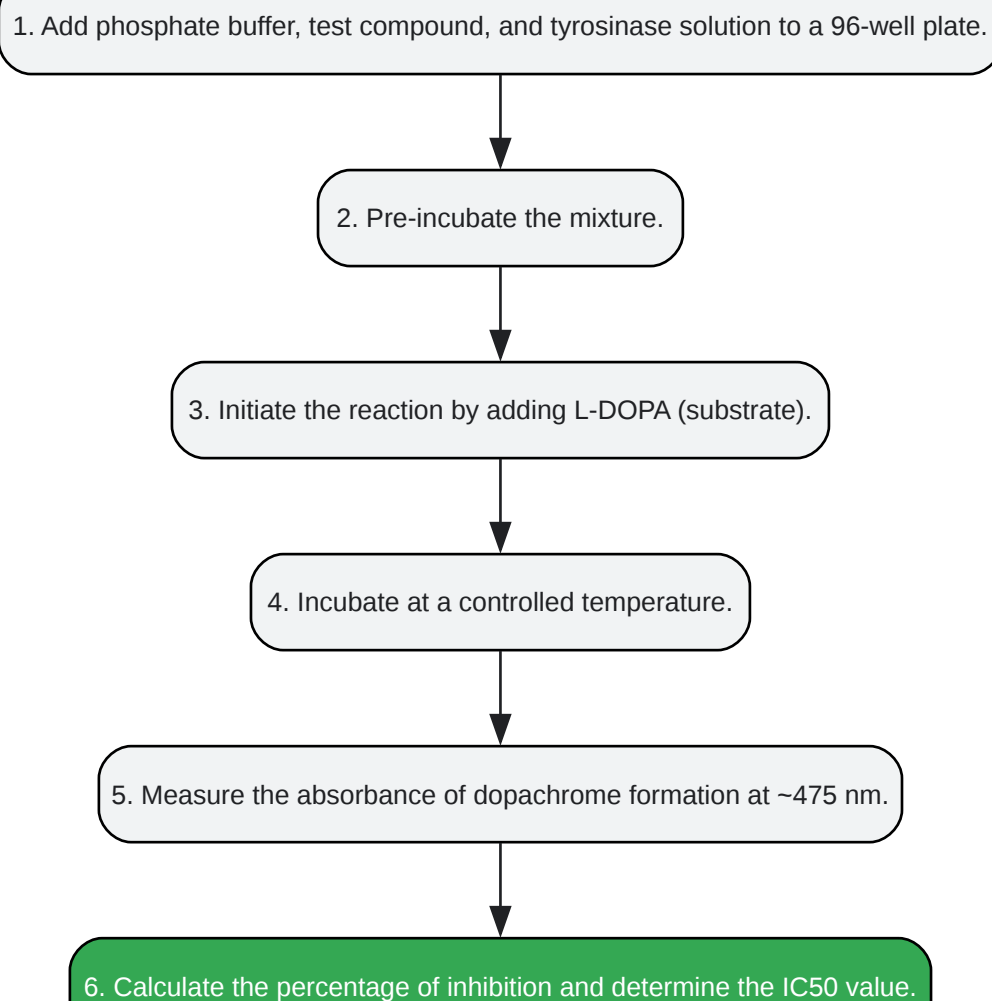 1. Add phosphate buffer, test compound, and tyrosinase solution to a 96-well plate.
2. Pre-incubate the mixture.
3. Initiate the reaction by adding L-DOPA (substrate).
4. Incubate at a controlled temperature.
5. Measure the absorbance of dopachrome formation at ~475 nm.
6. Calculate the percentage of inhibition and determine the IC50 value.